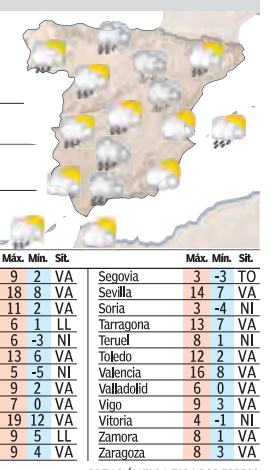 Máx. Mín. Sit. Máx. Mín. Sit.
9 2 VA Segovia 3 -3 TO
18 8 VA Sevilla 14 7 VA
11 2 VA Soria 3 -4 NI
6 1 LL Tarragona 13 7 VA
6 -3 NI Teruel 8 1 NI
13 6 VA Toledo 12 2 VA
5 -5 NI Valencia 16 8 VA
9 2 VA Valladolid 6 0 VA
7 0 VA Vigo 9 3 VA
19 12 VA Vitoria 4 -1 NI
9 5 LL Zamora 8 1 VA
9 4 VA Zaragoza 8 3 VA